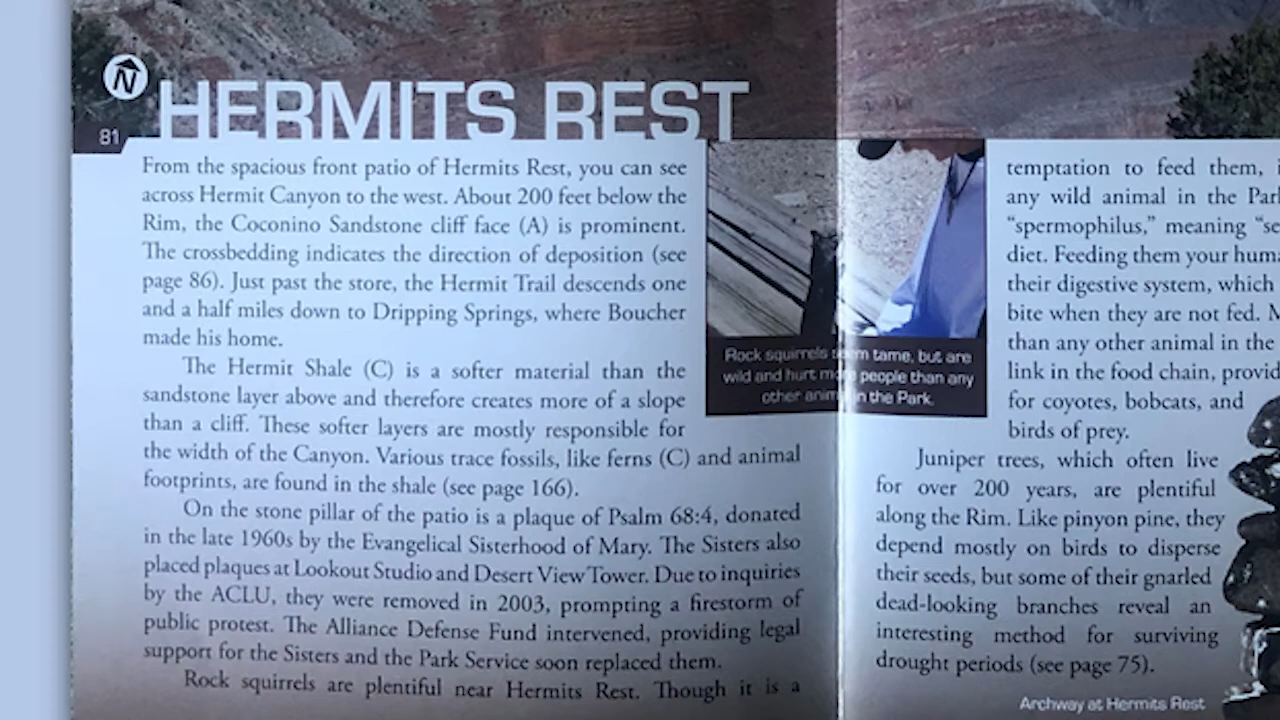 N
81
HERMITS REST
From the spacious front patio of Hermits Rest, you can see
across Hermit Canyon to the west. About 200 feet below the
Rim, the Coconino Sandstone cliff face (A) is prominent.
The crossbedding indicates the direction of deposition (see
page 86). Just past the store, the Hermit Trail descends one
and a half miles down to Dripping Springs, where Boucher
made his home.
The Hermit Shale (C) is a softer material than the
sandstone layer above and therefore creates more of a slope
than a cliff. These softer layers are mostly responsible for
the width of the Canyon. Various trace fossils, like ferns (C) and animal
footprints, are found in the shale (see page 166).
On the stone pillar of the patio is a plaque of Psalm 68:4, donated
in the late 1960s by the Evangelical Sisterhood of Mary. The Sisters also
placed plaques at Lookout Studio and Desert View Tower. Due to inquiries
by the ACLU, they were removed in 2003, prompting a firestorm of
public protest. The Alliance Defense Fund intervened, providing legal
support for the Sisters and the Park Service soon replaced them.
Rock squirrels are plentiful near Hermits Rest. Though it is a
Rock squirrels seem tame, but are
wild and hurt more people than any
other animal in the Park.
temptation to feed them,
any wild animal in the Par
"spermophilus," meaning "se
diet. Feeding them your huma
their digestive system, which
bite when they are not fed. M
than any other animal in the
link in the food chain, provid
for coyotes, bobcats, and
birds of prey.
Juniper trees, which often live
for over 200 years, are plentiful
along the Rim. Like pinyon pine, they
depend mostly on birds to disperse
their seeds, but some of their gnarled
dead-looking branches reveal an
interesting method for surviving
drought periods (see page 75).
Archway at Hermits Rest